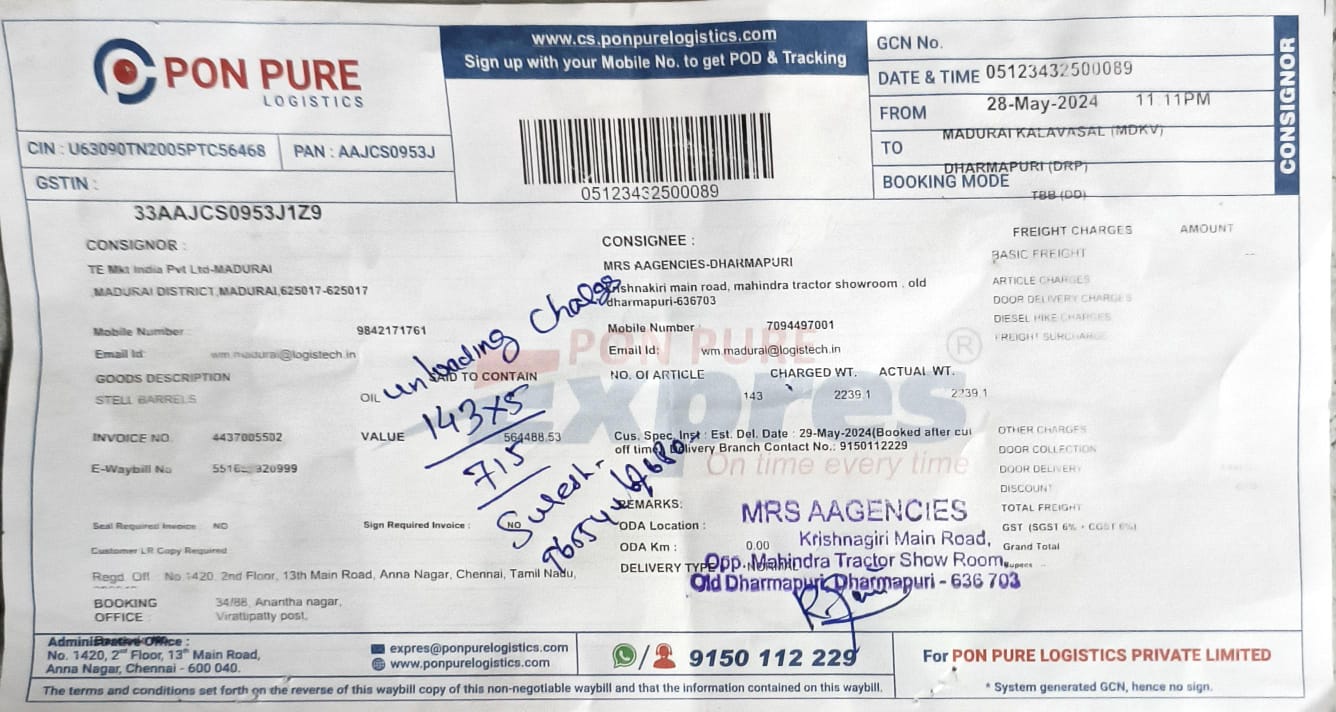 PON PURE
LOGISTICS
www.cs.ponpurelogistics.com
Sign up with your Mobile No. to get POD & Tracking
05123432500089
GCN No.
DATE & TIME 05123432500089
FROM 28-May-2024 11:11PM
MADURAI KALAVASAL (MDKV)
TO
DHARMAPURI (DRP)
BOOKING MODE
TBB (DD)
CONSIGNOR
CIN : U63090TN2005PTC56468 PAN : AAJCS0953J
GSTIN :
33AAJCS0953J1Z9
CONSIGNOR :
TE Mkt India Pvt Ltd-MADURAI
MADURAI DISTRICT,MADURAI,625017-625017
Mobile Number : 9842171761
Email Id: wm.madurai@logistech.in
GOODS DESCRIPTION SAID TO CONTAIN
STELL BARRELS OIL
INVOICE NO. 4437005502 VALUE 564488.53
E-Waybill No 320999
Seal Required Invoice NO Sign Required Invoice : NO
Customer LR Copy Required
Regd. Off. No 1420, 2nd Floor, 13th Main Road, Anna Nagar, Chennai, Tamil Nadu,
BOOKING 34/88, Anantha nagar,
OFFICE : Virattipatty post,
unloading Charge
143x5
715
Suresh-
CONSIGNEE :
MRS AAGENCIES-DHARMAPURI
main road, mahindra tractor showroom , old
dharmapuri-636703
Mobile Number 7094497001
Email Id: wm.madurai@logistech.in
PON PURE
Expres ®
On time every time
NO. OF ARTICLE CHARGED WT. ACTUAL WT.
143 2239.1 2239.1
Cus. Spec. Inst : Est. Del. Date : 29-May-2024(Booked after cut
off time) Delivery Branch Contact No.: 9150112229
REMARKS:
ODA Location :
ODA Km : 0.00
DELIVERY TYPE
MRS AAGENCIES
Krishnagiri Main Road,
Opp. Mahindra Tractor Show Room
Old Dharmapuri, Dharmapuri - 636 703
FREIGHT CHARGES AMOUNT
BASIC FREIGHT --
ARTICLE CHARGES
DOOR DELIVERY CHARGES
DIESEL HIKE CHARGES
FREIGHT SURCHARGE
OTHER CHARGES
DOOR COLLECTION
DOOR DELIVERY
DISCOUNT
TOTAL FREIGHT
GST (SGST 6% + CGST 6%)
Grand Total
Rupees --
Administrative Office :
No. 1420, 2nd Floor, 13th Main Road,
Anna Nagar, Chennai - 600 040.
expres@ponpurelogistics.com
www.ponpurelogistics.com
9150 112 229
For PON PURE LOGISTICS PRIVATE LIMITED
* System generated GCN, hence no sign.
The terms and conditions set forth on the reverse of this waybill copy of this non-negotiable waybill and that the information contained on this waybill.